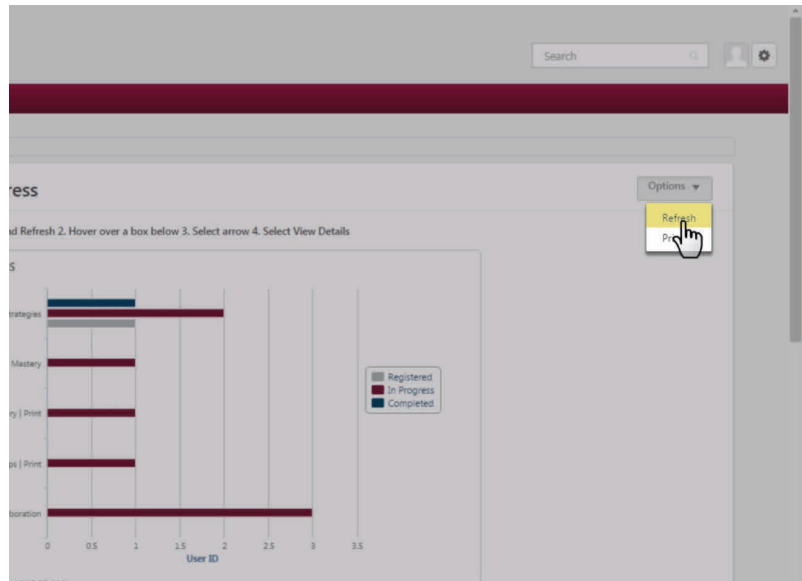 Search
ress
Options
Refresh
nd Refresh 2. Hover over a box below 3. Select arrow 4. Select View Details
s
trategies
Mastery
ry | Print
ps | Print
boration
Registered
In Progress
Completed
0 0.5 1 1.5 2 2.5 3 3.5
User ID